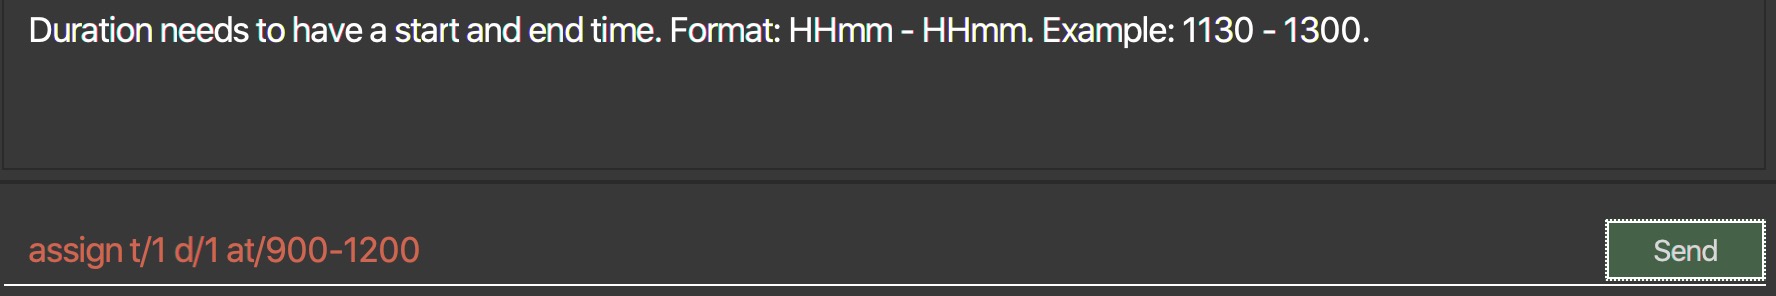 Duration needs to have a start and end time. Format: HHmm - HHmm. Example: 1130 - 1300.
assign t/1 d/1 at/900-1200
Send